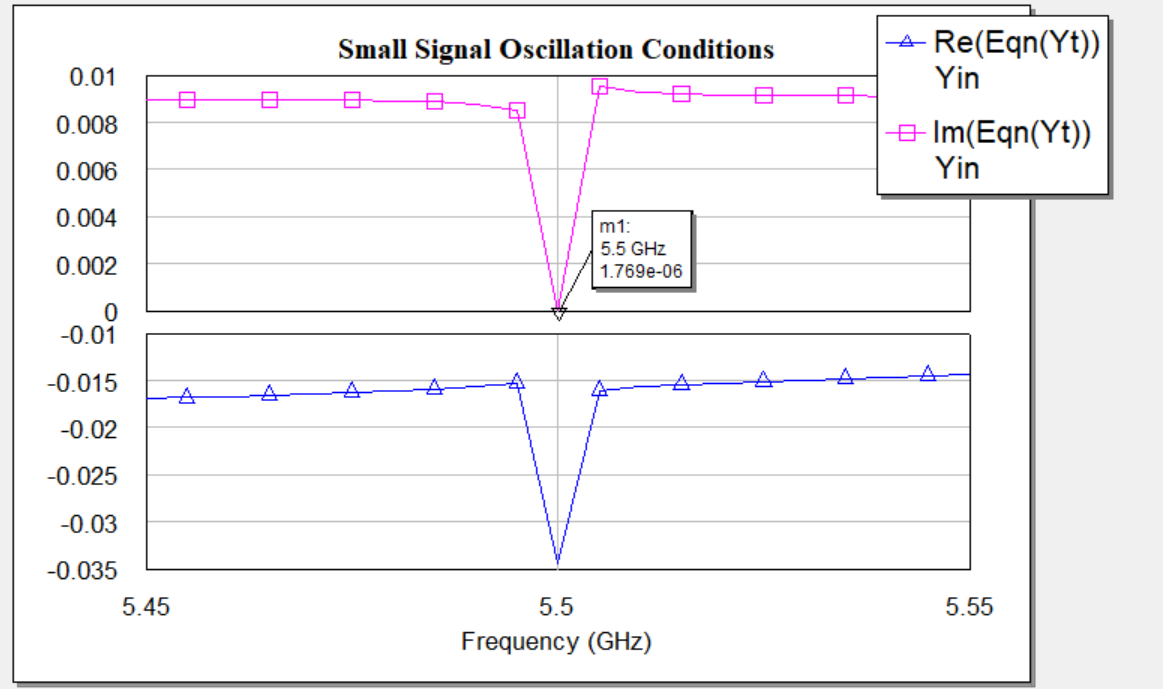 Small Signal Oscillation Conditions
Re(Eqn(Yt))
Yin
Im(Eqn(Yt))
Yin
0.01
0.008
0.006
0.004
0.002
0
m1:
5.5 GHz
1.769e-06
-0.01
-0.015
-0.02
-0.025
-0.03
-0.035
5.45
5.5
5.55
Frequency (GHz)